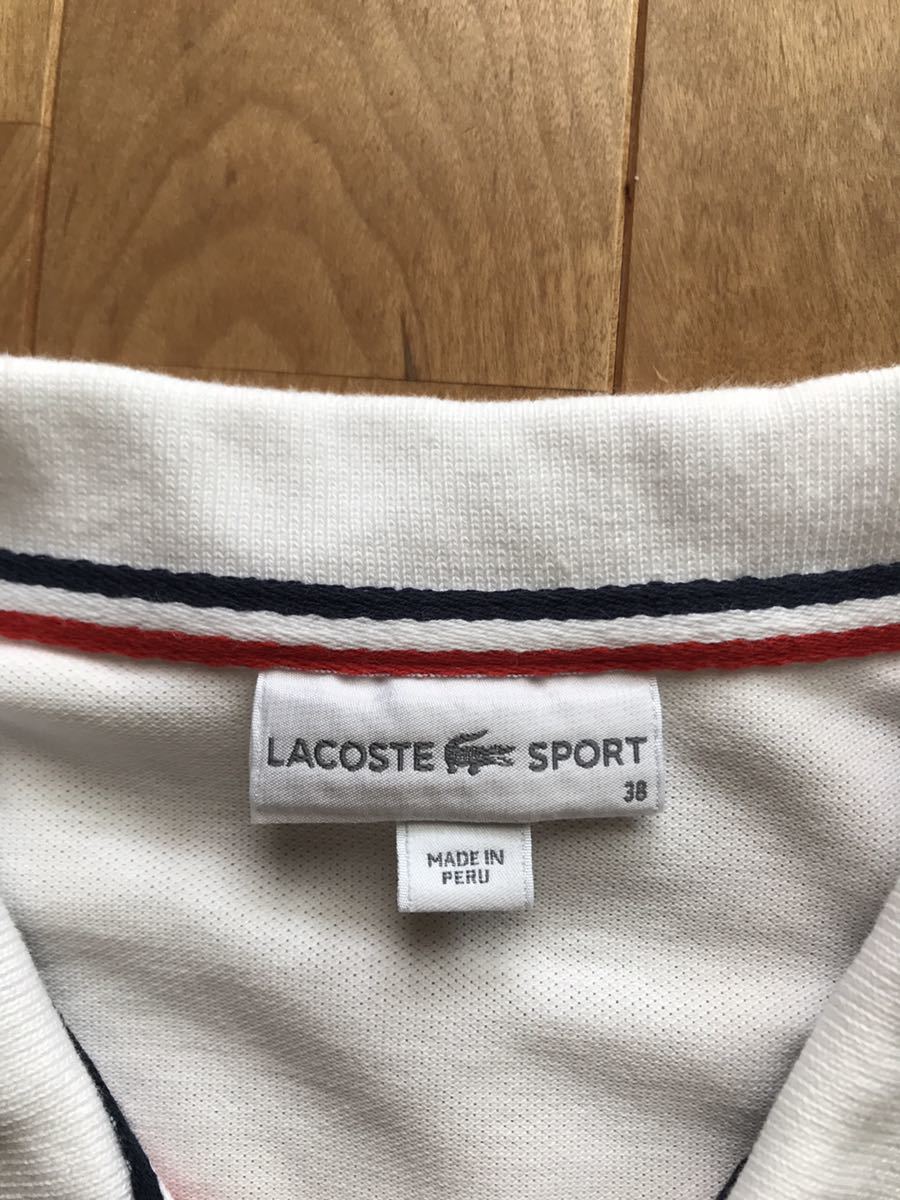 LACOSTE SPORT
38
MADE IN
PERU